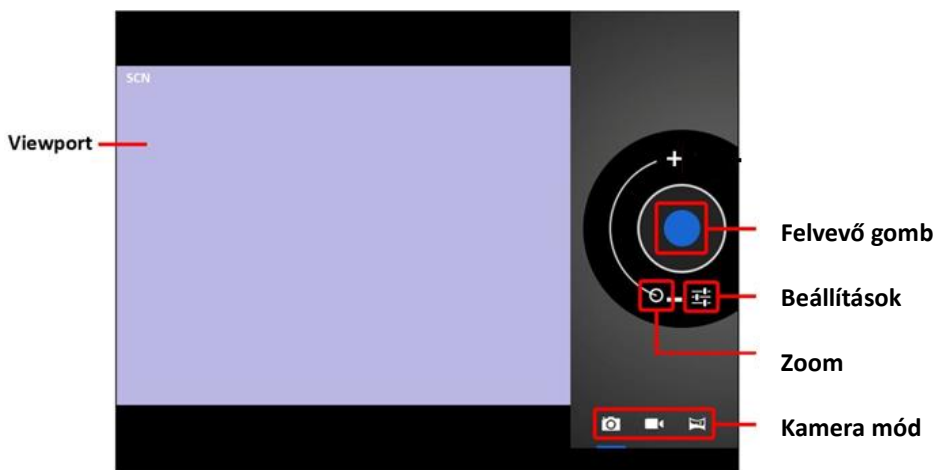 SCN
Viewport
Felvevő gomb
Beállítások
Zoom
Kamera mód